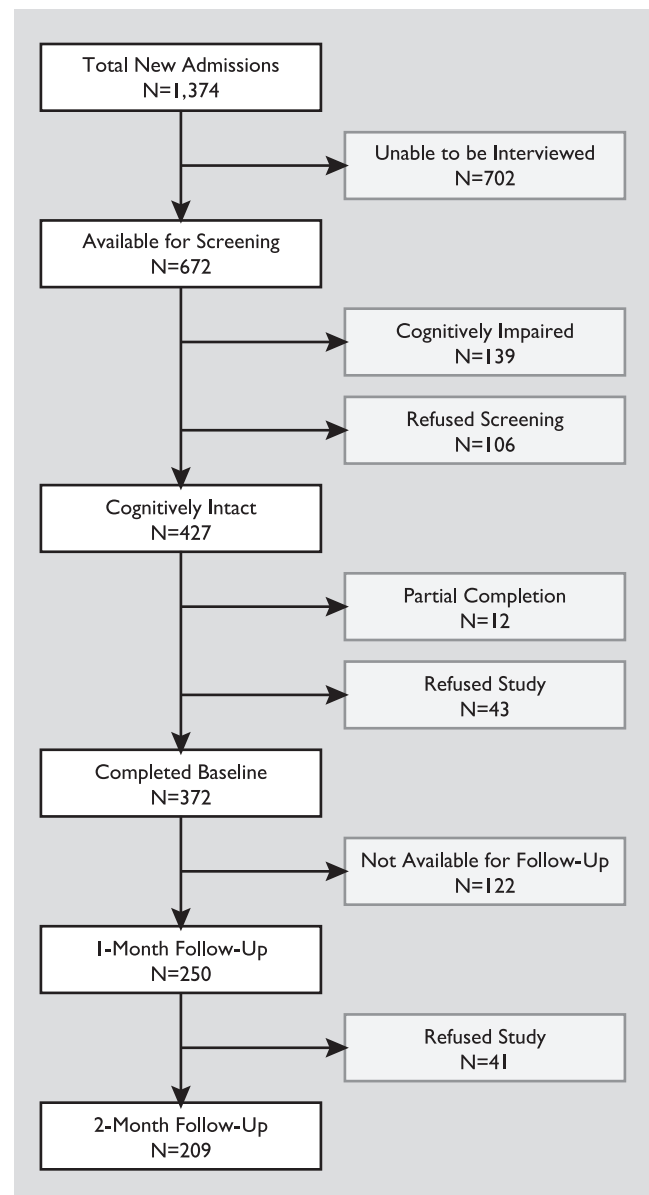 Total New Admissions
N=1,374
Unable to be Interviewed
N=702
Available for Screening
N=672
Cognitively Impaired
N=139
Refused Screening
N=106
Cognitively Intact
N=427
Partial Completion
N=12
Refused Study
N=43
Completed Baseline
N=372
Not Available for Follow-Up
N=122
1-Month Follow-Up
N=250
Refused Study
N=41
2-Month Follow-Up
N=209